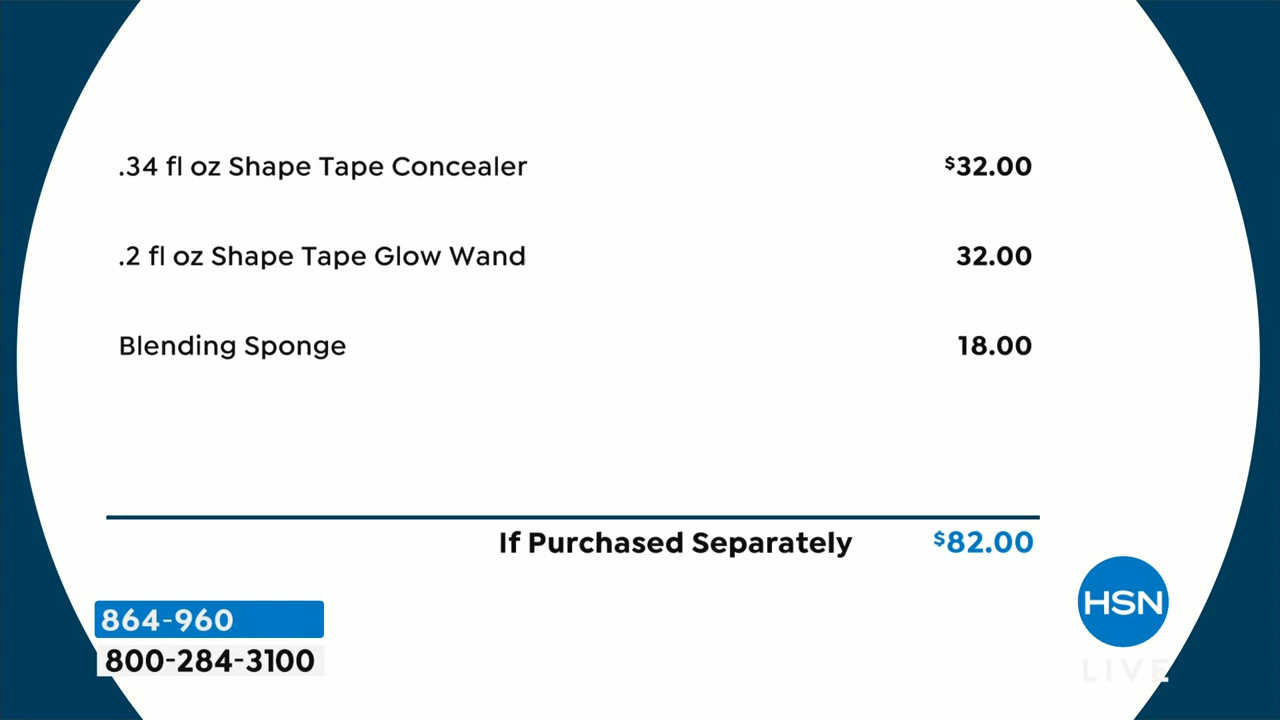 .34 fl oz Shape Tape Concealer $32.00
.2 fl oz Shape Tape Glow Wand 32.00
Blending Sponge 18.00
If Purchased Separately $82.00
864-960
800-284-3100
HSN
LIVE